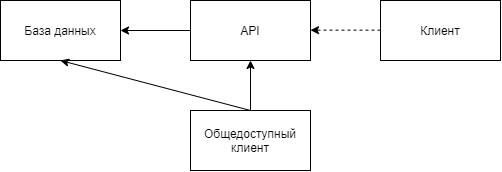 База данных
API
Клиент
Общедоступный
клиент